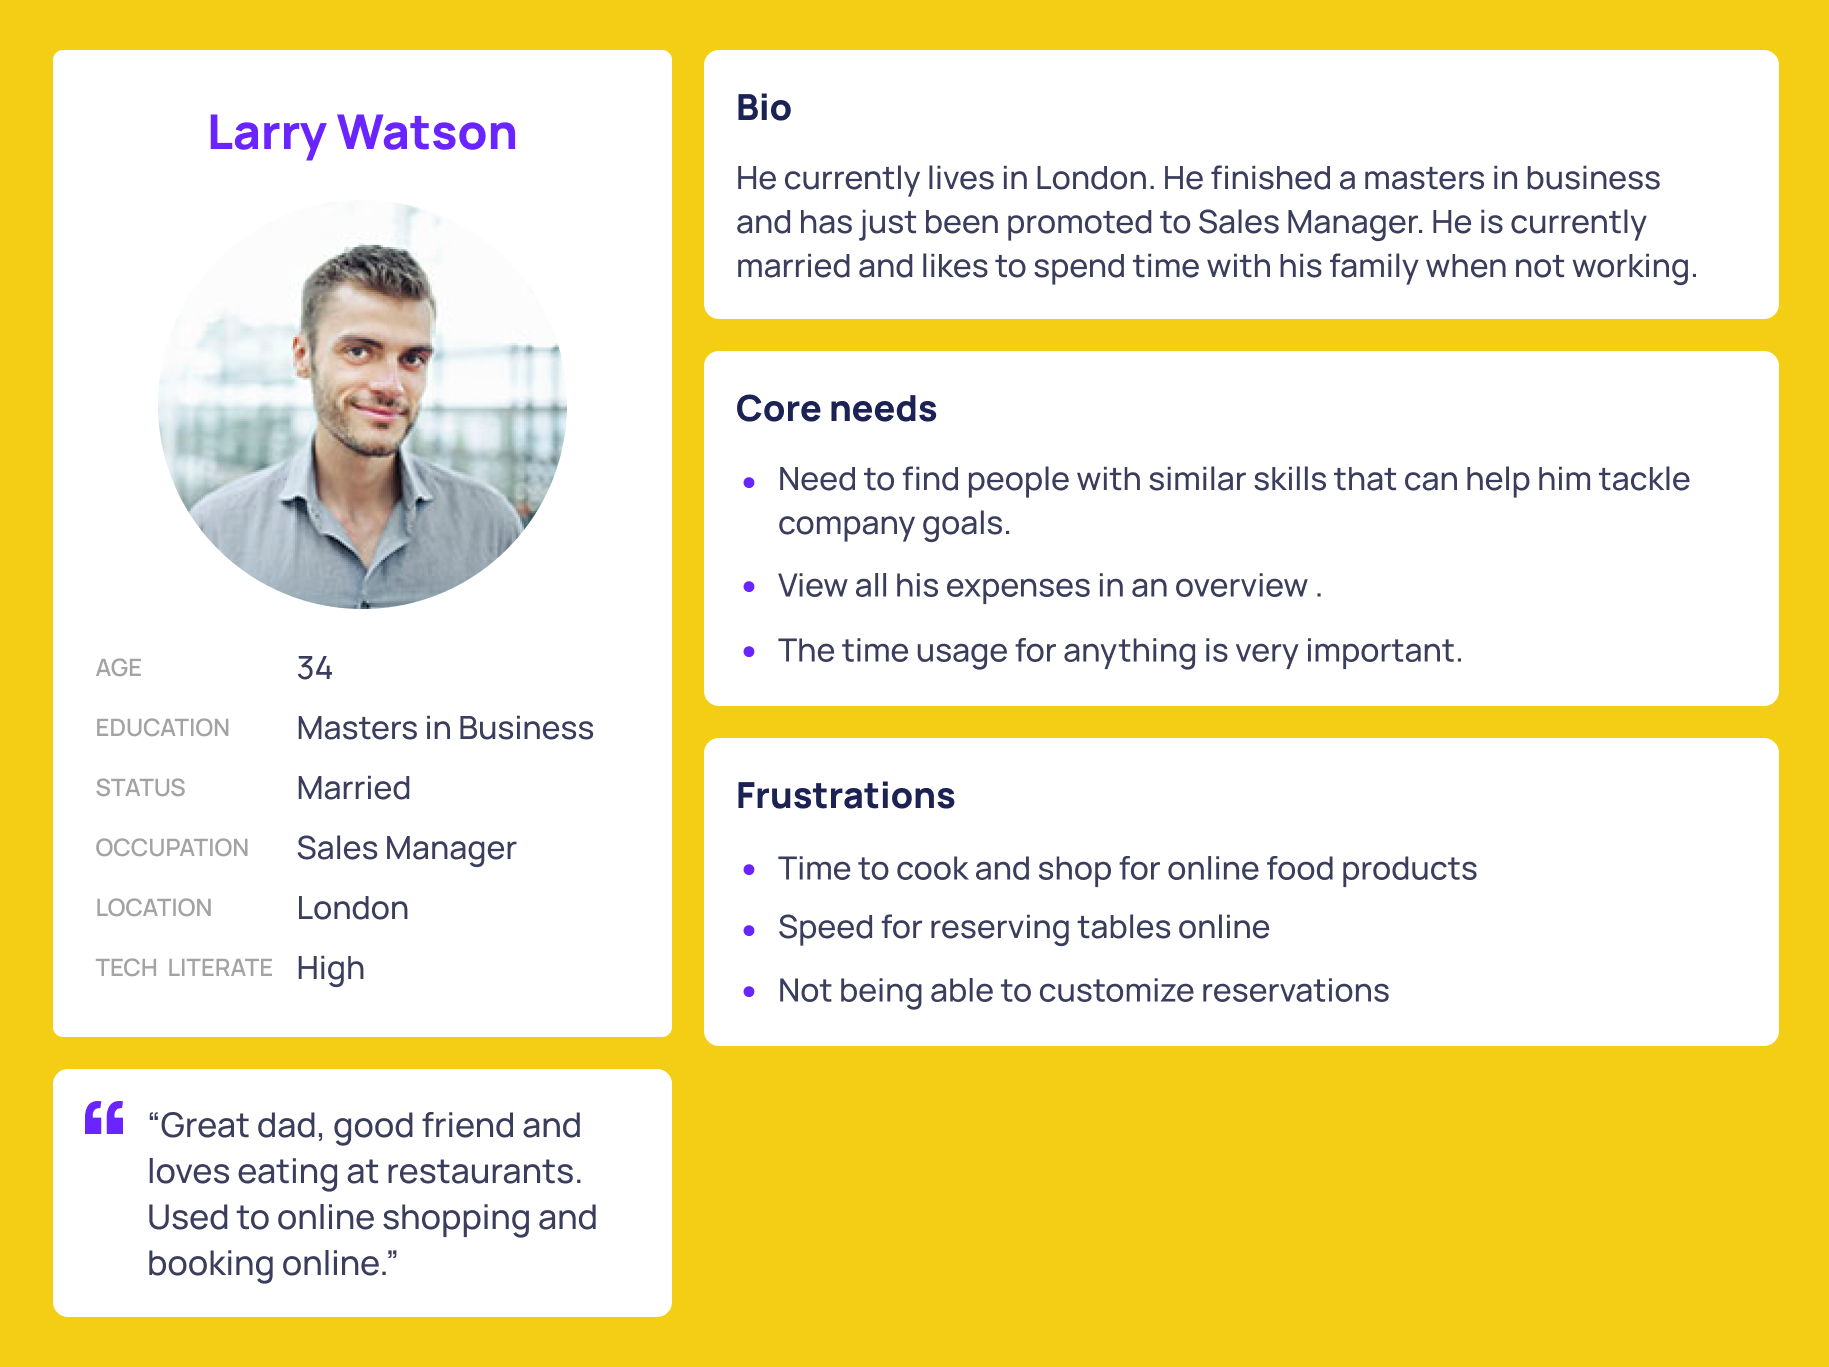 Larry Watson
AGE 34
EDUCATION Masters in Business
STATUS Married
OCCUPATION Sales Manager
LOCATION London
TECH LITERATE High
“Great dad, good friend and
loves eating at restaurants.
Used to online shopping and
booking online.”
Bio
He currently lives in London. He finished a masters in business
and has just been promoted to Sales Manager. He is currently
married and likes to spend time with his family when not working.
Core needs
• Need to find people with similar skills that can help him tackle
company goals.
• View all his expenses in an overview .
• The time usage for anything is very important.
Frustrations
• Time to cook and shop for online food products
• Speed for reserving tables online
• Not being able to customize reservations